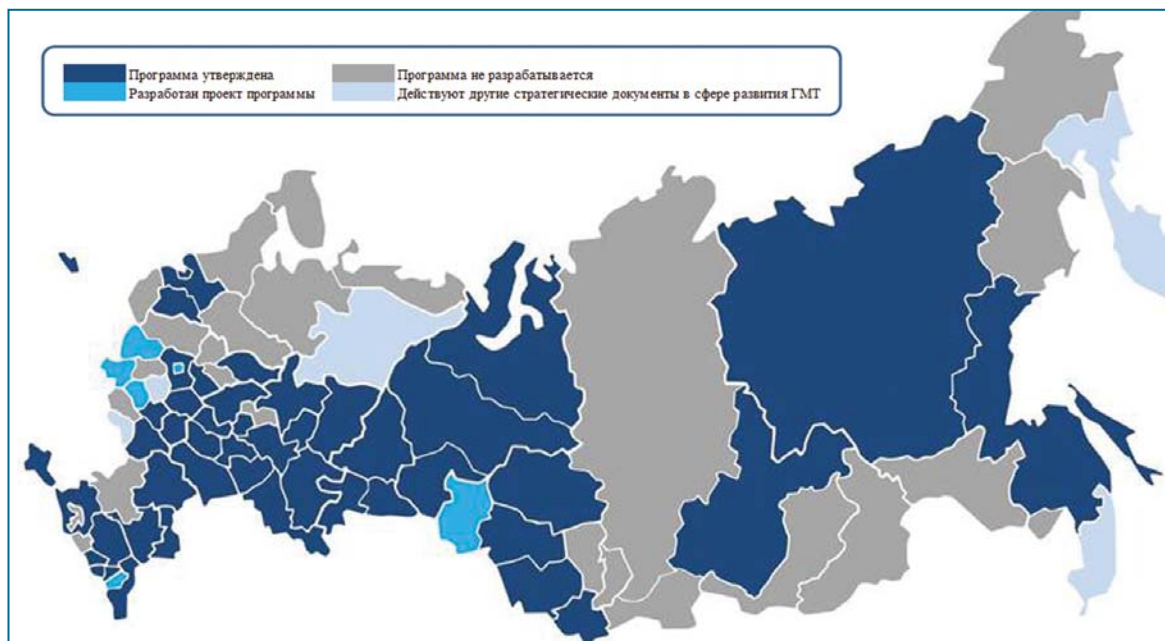 Программа утверждена
Программа не разрабатывается
Разработан проект программы
Действуют другие стратегические документы в сфере развития ГМТ